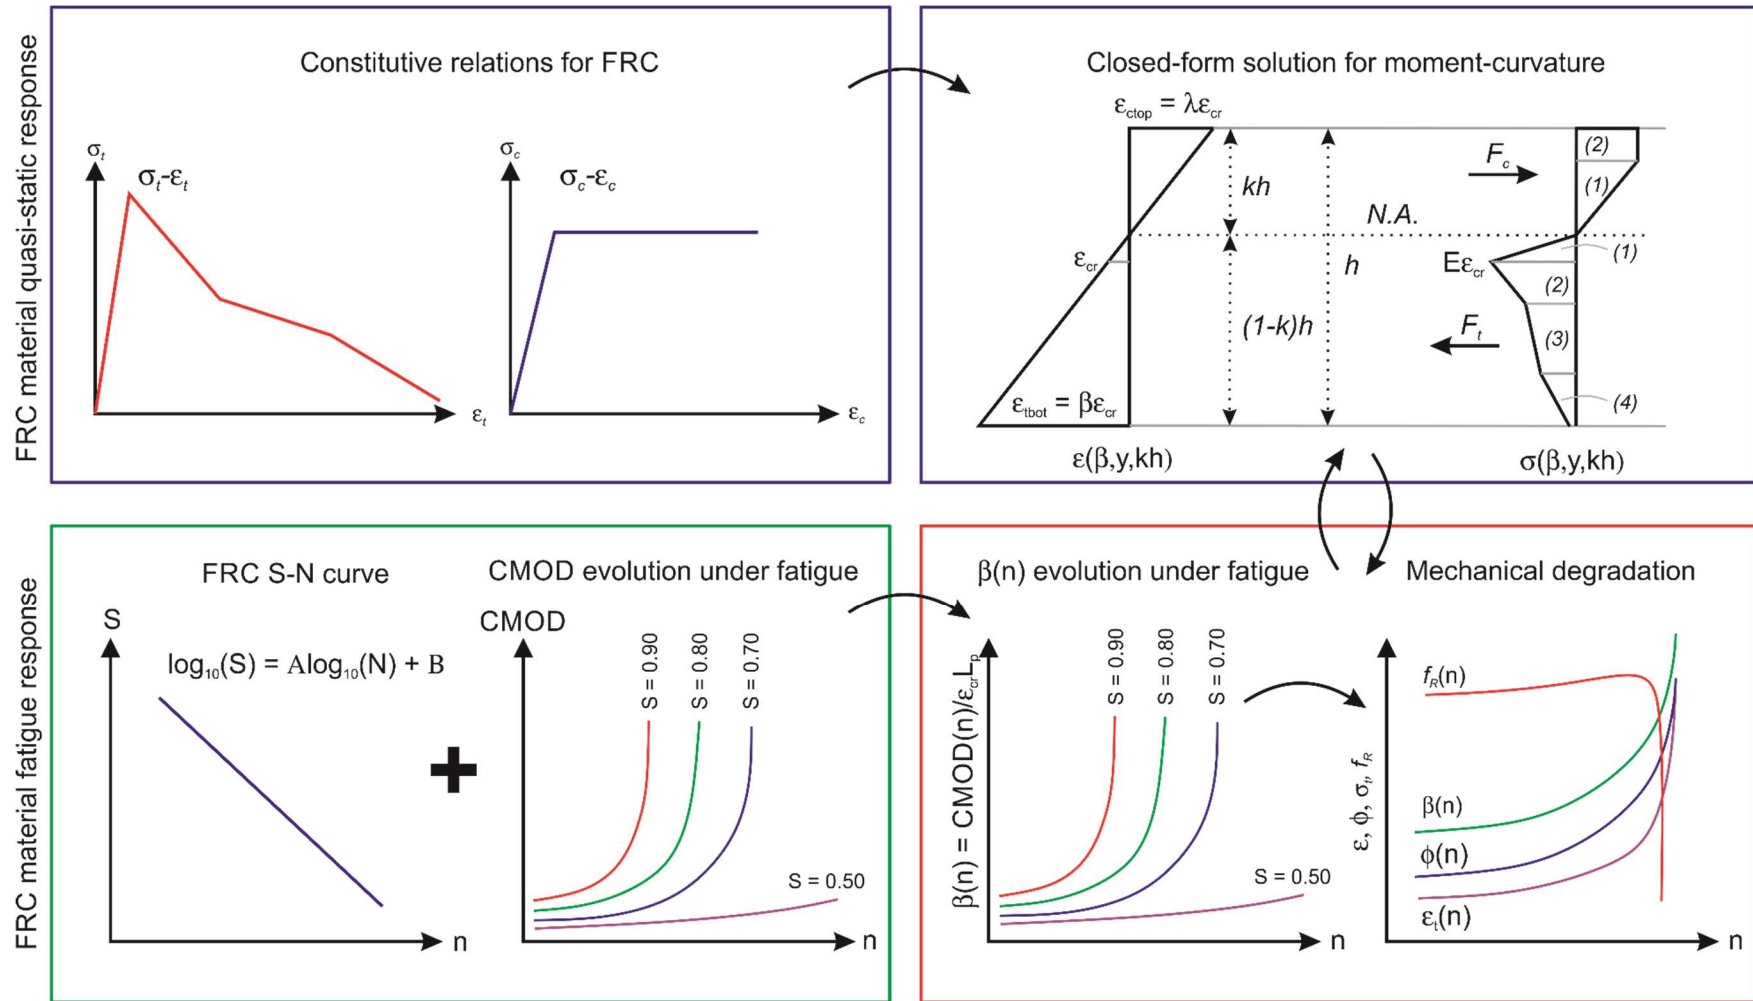 FRC material quasi-static response
Constitutive relations for FRC
σt
σt-εt
εt
σc
σc-εc
εc
Closed-form solution for moment-curvature
εctop = λεcr
Fc
kh
(2)
(1)
N.A.
εcr
h
Eεcr
(1)
(2)
(1-k)h
Ft
(3)
εtbot = βεcr
(4)
ε(β,y,kh)
σ(β,y,kh)
FRC material fatigue response
FRC S-N curve
S
log10(S) = Alog10(N) + B
n
+
CMOD evolution under fatigue
CMOD
S = 0.90
S = 0.80
S = 0.70
S = 0.50
n
β(n) evolution under fatigue
β(n) = CMOD(n)/εcrLp
S = 0.90
S = 0.80
S = 0.70
S = 0.50
n
Mechanical degradation
ε, ϕ, σt, fR
fR(n)
β(n)
ϕ(n)
εt(n)
n